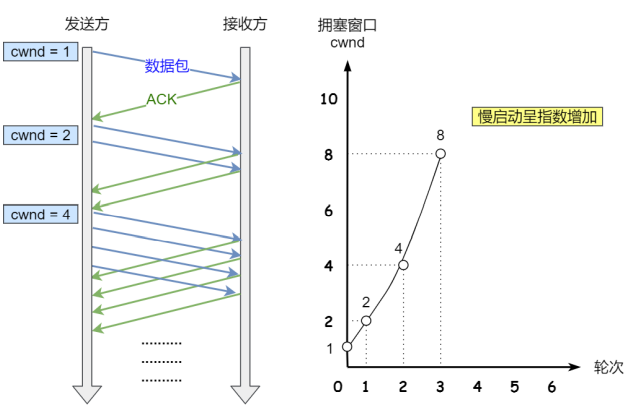 发送方
接收方
cwnd = 1
数据包
ACK
cwnd = 2
cwnd = 4
..........
..........
..........
拥塞窗口
cwnd
慢启动呈指数增加
10
8
6
4
2
1
2
4
8
0 1 2 3 4 5 6
轮次